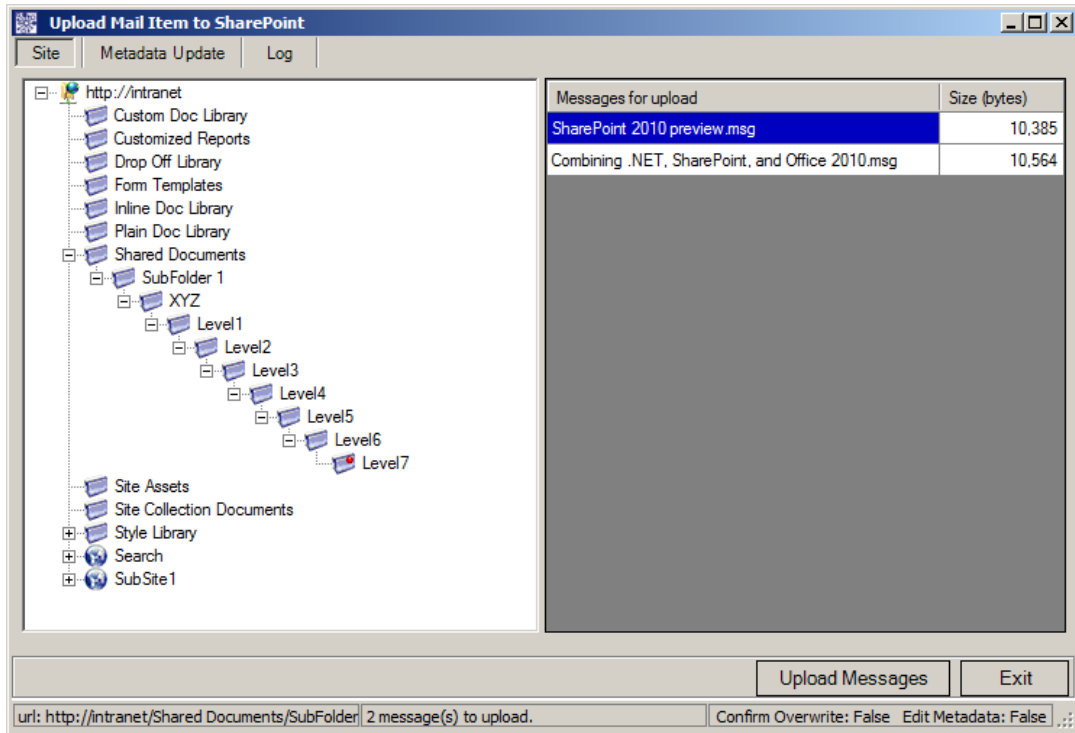 Upload Mail Item to SharePoint
Site Metadata Update Log
http://intranet
Custom Doc Library
Customized Reports
Drop Off Library
Form Templates
Inline Doc Library
Plain Doc Library
Shared Documents
SubFolder 1
XYZ
Level1
Level2
Level3
Level4
Level5
Level6
Level7
Site Assets
Site Collection Documents
Style Library
Search
SubSite1
Messages for upload Size (bytes)
SharePoint 2010 preview.msg 10,385
Combining .NET, SharePoint, and Office 2010.msg 10,564
Upload Messages Exit
url: http://intranet/Shared Documents/SubFolder 2 message(s) to upload. Confirm Overwrite: False Edit Metadata: False